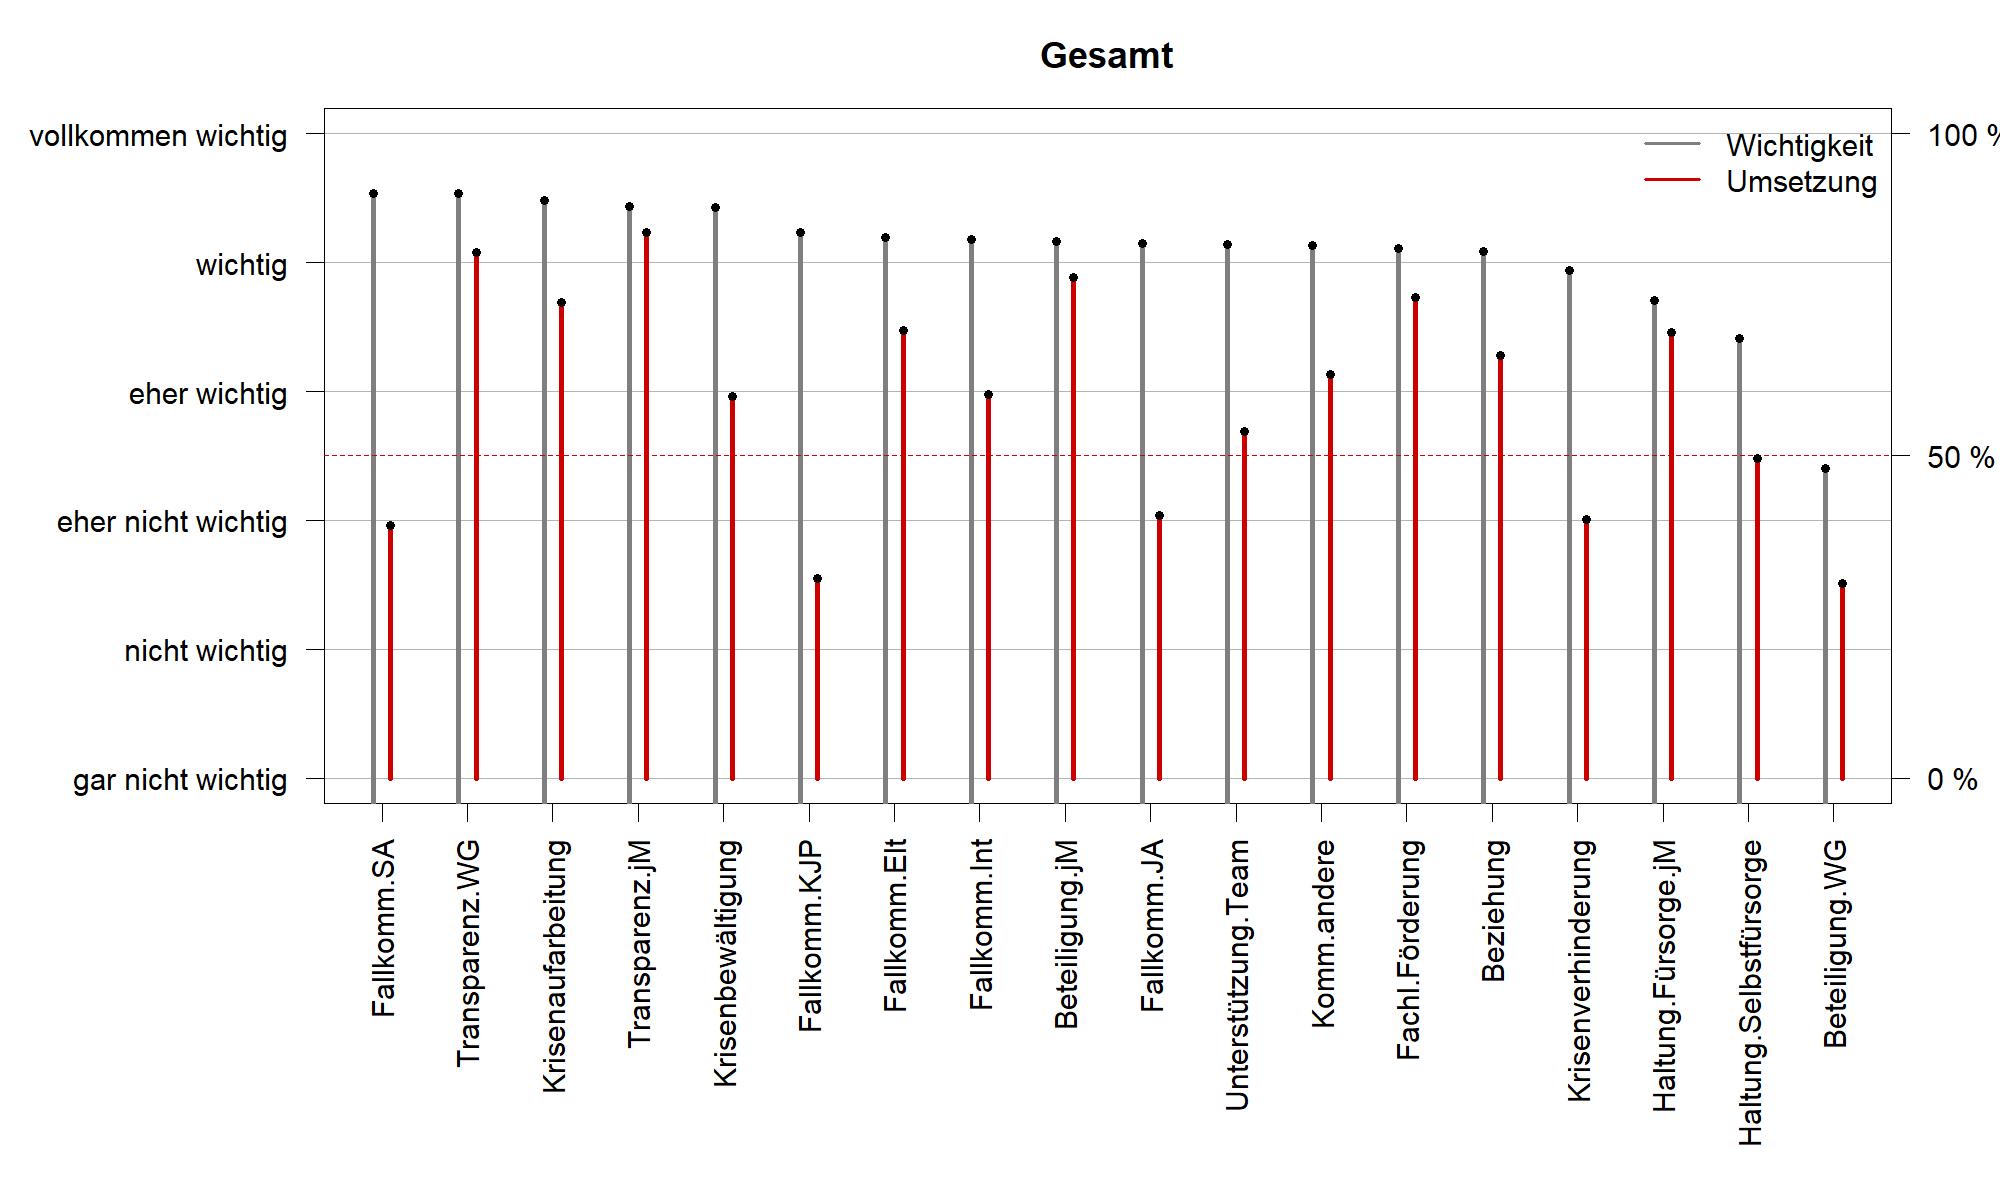 Gesamt
vollkommen wichtig
wichtig
eher wichtig
eher nicht wichtig
nicht wichtig
gar nicht wichtig
100 %
50 %
0 %
Wichtigkeit
Umsetzung
Fallkomm.SA
Transparenz.WG
Krisenaufarbeitung
Transparenz.jM
Krisenbewältigung
Fallkomm.KJP
Fallkomm.Elt
Fallkomm.Int
Beteiligung.jM
Fallkomm.JA
Unterstützung.Team
Komm.andere
Fachl.Förderung
Beziehung
Krisenverhinderung
Haltung.Fürsorge.jM
Haltung.Selbstfürsorge
Beteiligung.WG